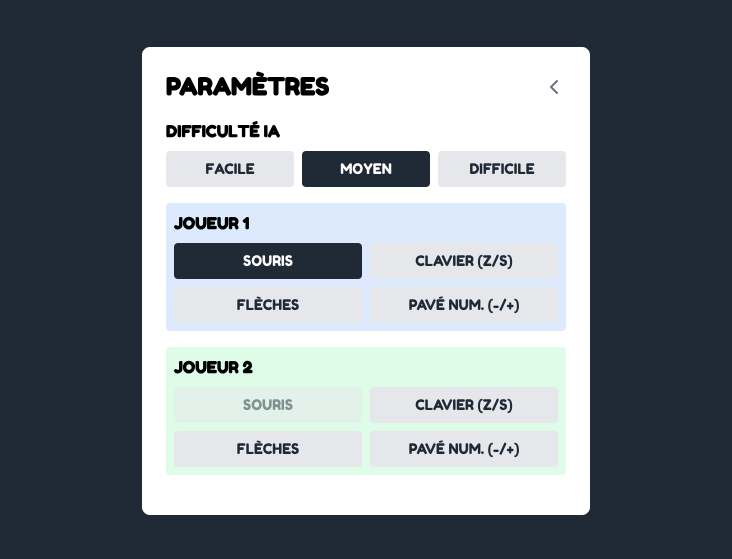 PARAMÈTRES
DIFFICULTÉ IA
FACILE MOYEN DIFFICILE
JOUEUR 1
SOURIS CLAVIER (Z/S)
FLÈCHES PAVÉ NUM. (-/+)
JOUEUR 2
SOURIS CLAVIER (Z/S)
FLÈCHES PAVÉ NUM. (-/+)